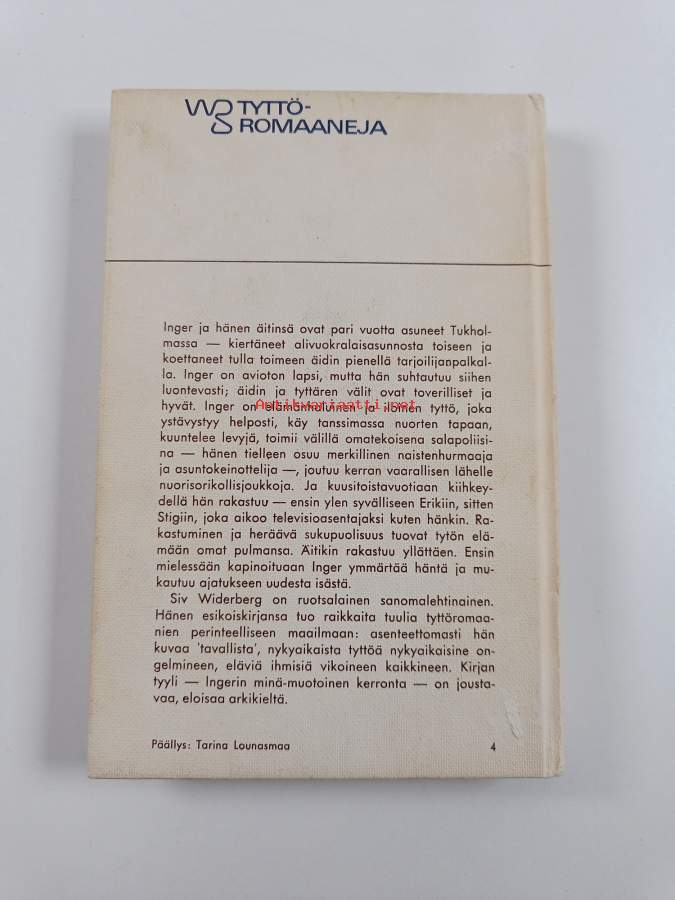 WS TYTTÖ-
ROMAANEJA
Inger ja hänen äitinsä ovat pari vuotta asuneet Tukhol-
massa — kiertäneet alivuokralaisasunnosta toiseen ja
koettaneet tulla toimeen äidin pienellä tarjoilijanpalkal-
la. Inger on avioton lapsi, mutta hän suhtautuu siihen
luontevasti; äidin ja tyttären välit ovat toverilliset ja
hyvät. Inger on elämänhaluinen ja iloinen tyttö, joka
Antikvariaatti.net
ystävystyy helposti, käy tanssimassa nuorten tapaan,
kuuntelee levyjä, toimii välillä omatekoisena salapoliisi-
na — hänen tielleen osuu merkillinen naistenhurmaaja
ja asuntokeinottelija —, joutuu kerran vaarallisen lähelle
nuorisorikollisjoukkoja. Ja kuusitoistavuotiaan kiihkey-
dellä hän rakastuu — ensin ylen syvälliseen Erikiin, sitten
Stigiin, joka aikoo televisioasentajaksi kuten hänkin. Ra-
kastuminen ja heräävä sukupuolisuus tuovat tytön elä-
mään omat pulmansa. Äitikin rakastuu yllättäen. Ensin
mielessään kapinoituaan Inger ymmärtää häntä ja mu-
kautuu ajatukseen uudesta isästä.
Siv Widerberg on ruotsalainen sanomalehtinainen.
Hänen esikoiskirjansa tuo raikkaita tuulia tyttöromaa-
nien perinteelliseen maailmaan: asenteettomasti hän
kuvaa 'tavallista', nykyaikaista tyttöä nykyaikaisine on-
gelmineen, eläviä ihmisiä vikoineen kaikkineen. Kirjan
tyyli — Ingerin minä-muotoinen kerronta — on jousta-
vaa, eloisaa arkikieltä.
Päällys: Tarina Lounasmaa 4